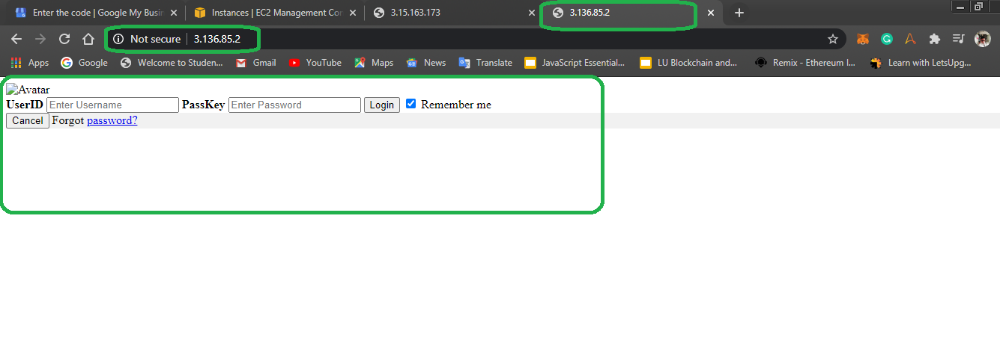 Enter the code | Google My Busin
Instances | EC2 Management Con
3.15.163.173
3.136.85.2
Not secure | 3.136.85.2
Apps
Google
Welcome to Studen...
Gmail
YouTube
Maps
News
Translate
JavaScript Essential...
LU Blockchain and...
Remix - Ethereum I...
Learn with LetsUpg...
Avatar
UserID Enter Username PassKey Enter Password Login Remember me
Cancel Forgot password?